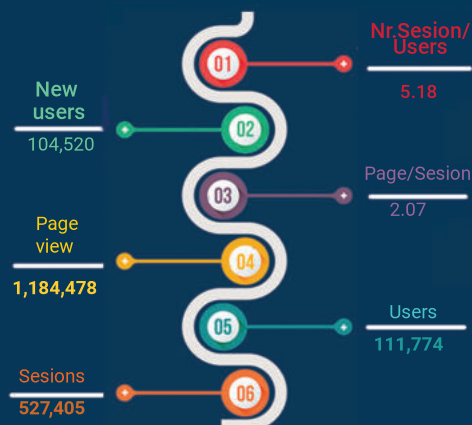 Nr.Sesion/
Users
01
5.18
New
users
02
104,520
Page/Sesion
03
2.07
Page
view
04
1,184,478
Users
05
111,774
Sesions
06
527,405